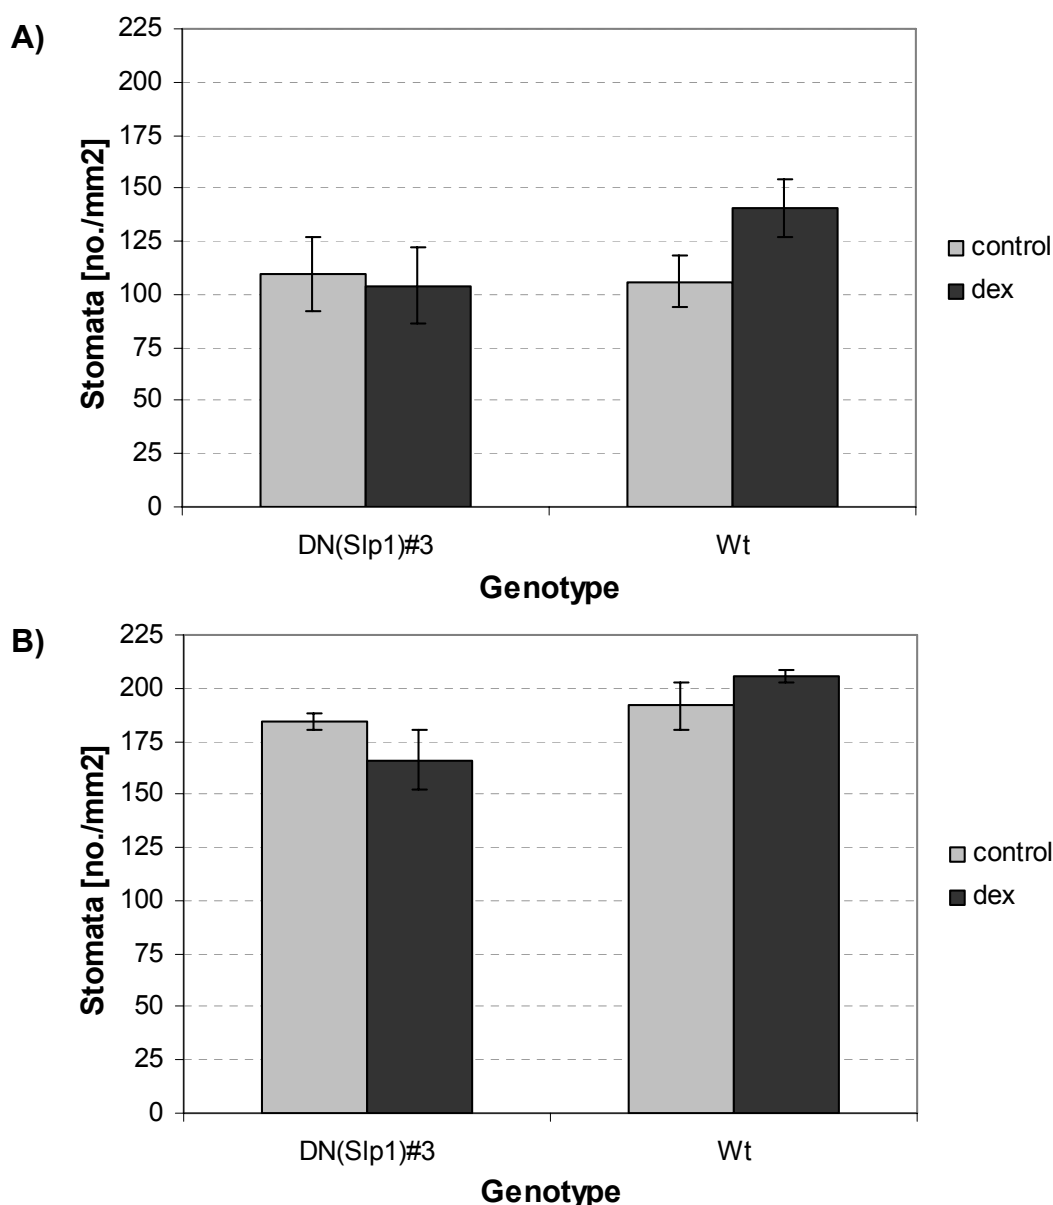 A)
Stomata [no./mm2]
225
200
175
150
125
100
75
50
25
0
DN(Slp1)#3 Wt
Genotype
control
dex
B)
Stomata [no./mm2]
225
200
175
150
125
100
75
50
25
0
DN(Slp1)#3 Wt
Genotype
control
dex